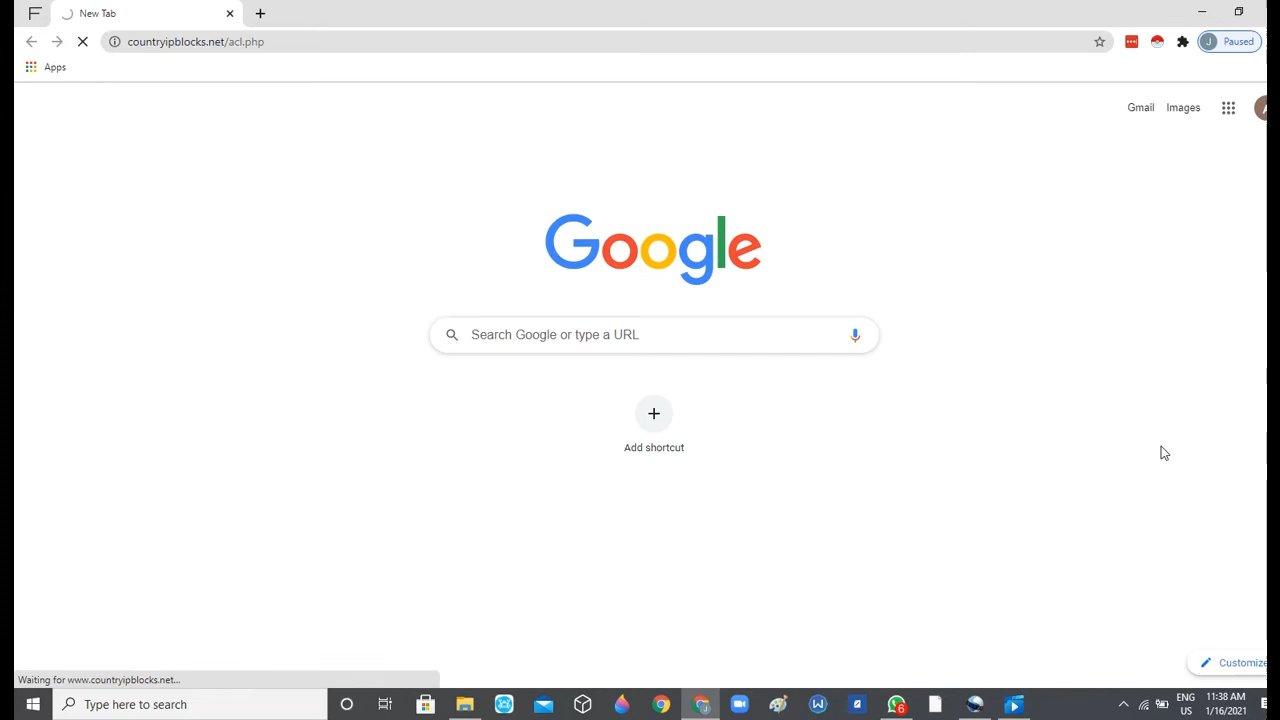 New Tab
countryipblocks.net/acl.php
J Paused
Apps
Gmail Images
Google
Search Google or type a URL
Add shortcut
Customize
Waiting for www.countryipblocks.net...
Type here to search
6
ENG
US
11:38 AM
1/16/2021